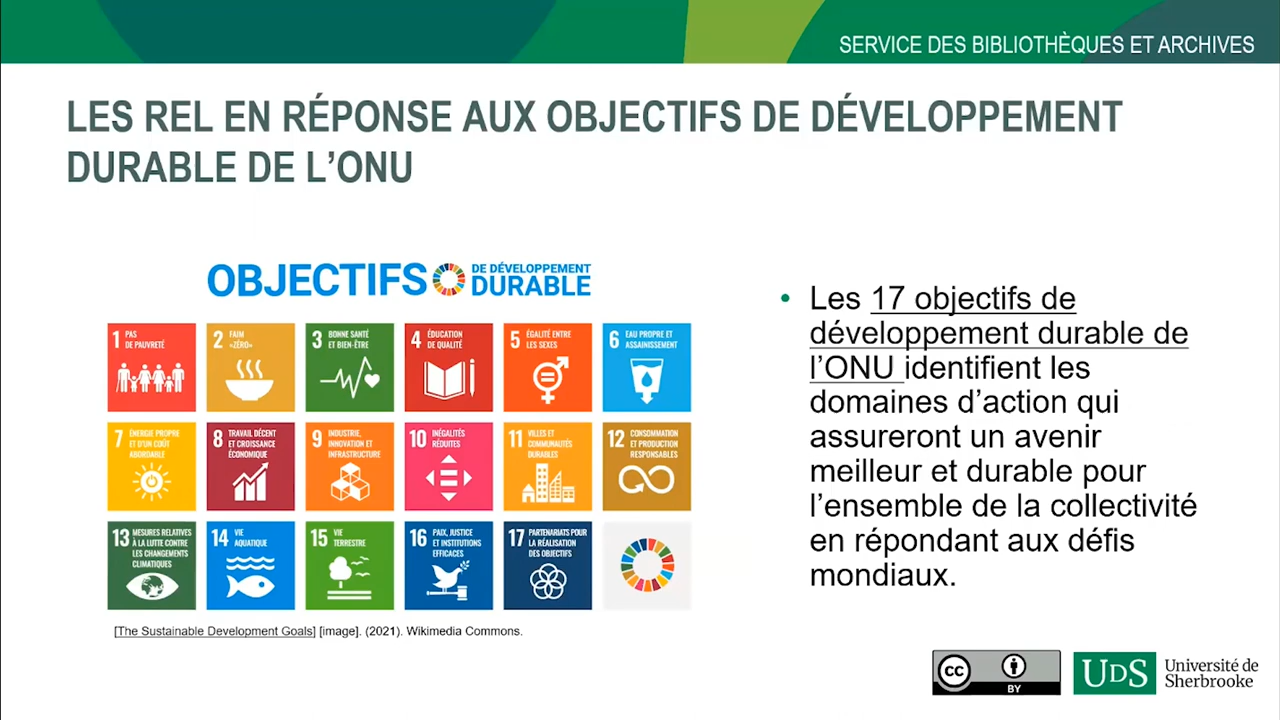 SERVICE DES BIBLIOTHÈQUES ET ARCHIVES
LES REL EN RÉPONSE AUX OBJECTIFS DE DÉVELOPPEMENT
DURABLE DE L’ONU
OBJECTIFS DE DÉVELOPPEMENT
DURABLE
1 PAS
DE PAUVRETÉ
2 FAIM
«ZÉRO»
3 BONNE SANTÉ
ET BIEN-ÊTRE
4 ÉDUCATION
DE QUALITÉ
5 ÉGALITÉ ENTRE
LES SEXES
6 EAU PROPRE ET
ASSAINISSEMENT
7 ÉNERGIE PROPRE
ET D'UN COÛT
ABORDABLE
8 TRAVAIL DÉCENT
ET CROISSANCE
ÉCONOMIQUE
9 INDUSTRIE,
INNOVATION ET
INFRASTRUCTURE
10 INÉGALITÉS
RÉDUITES
11 VILLES ET
COMMUNAUTÉS
DURABLES
12 CONSOMMATION
ET PRODUCTION
RESPONSABLES
13 MESURES RELATIVES
À LA LUTTE CONTRE
LES CHANGEMENTS
CLIMATIQUES
14 VIE
AQUATIQUE
15 VIE
TERRESTRE
16 PAIX, JUSTICE
ET INSTITUTIONS
EFFICACES
17 PARTENARIATS POUR
LA RÉALISATION
DES OBJECTIFS
[The Sustainable Development Goals] [image]. (2021). Wikimedia Commons.
• Les 17 objectifs de
développement durable de
l’ONU identifient les
domaines d’action qui
assureront un avenir
meilleur et durable pour
l’ensemble de la collectivité
en répondant aux défis
mondiaux.
cc
BY
UDS Université de
Sherbrooke